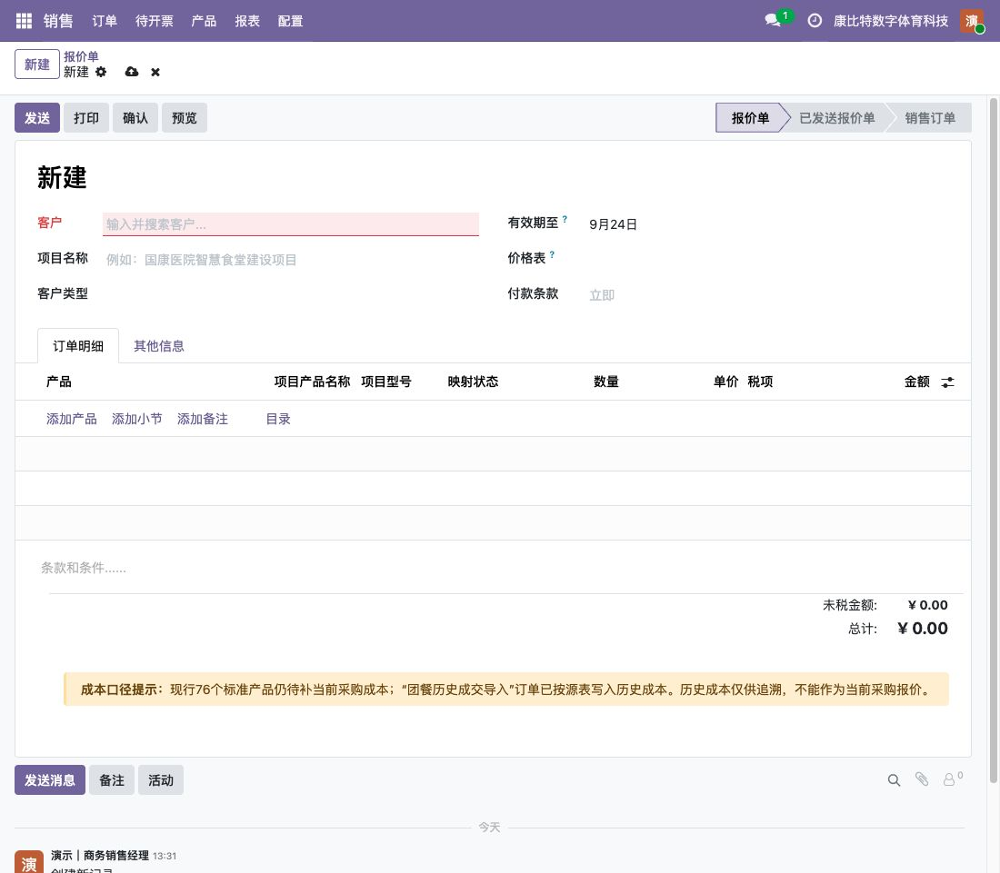 销售 订单 待开票 产品 报表 配置 1 康比特数字体育科技 演
新建 报价单
新建
发送 打印 确认 预览 报价单 已发送报价单 销售订单
新建
客户 输入并搜索客户... 有效期至 ? 9月24日
项目名称 例如：国康医院智慧食堂建设项目 价格表 ?
客户类型 付款条款 立即
订单明细 其他信息
产品 项目产品名称 项目型号 映射状态 数量 单价 税项 金额
添加产品 添加小节 添加备注 目录
条款和条件......
未税金额: ¥ 0.00
总计: ¥ 0.00
成本口径提示：现行76个标准产品仍待补当前采购成本；“团餐历史成交导入”订单已按源表写入历史成本。历史成本仅供追溯，不能作为当前采购报价。
发送消息 备注 活动 0
今天
演 演示｜商务销售经理 13:31
创建新记录